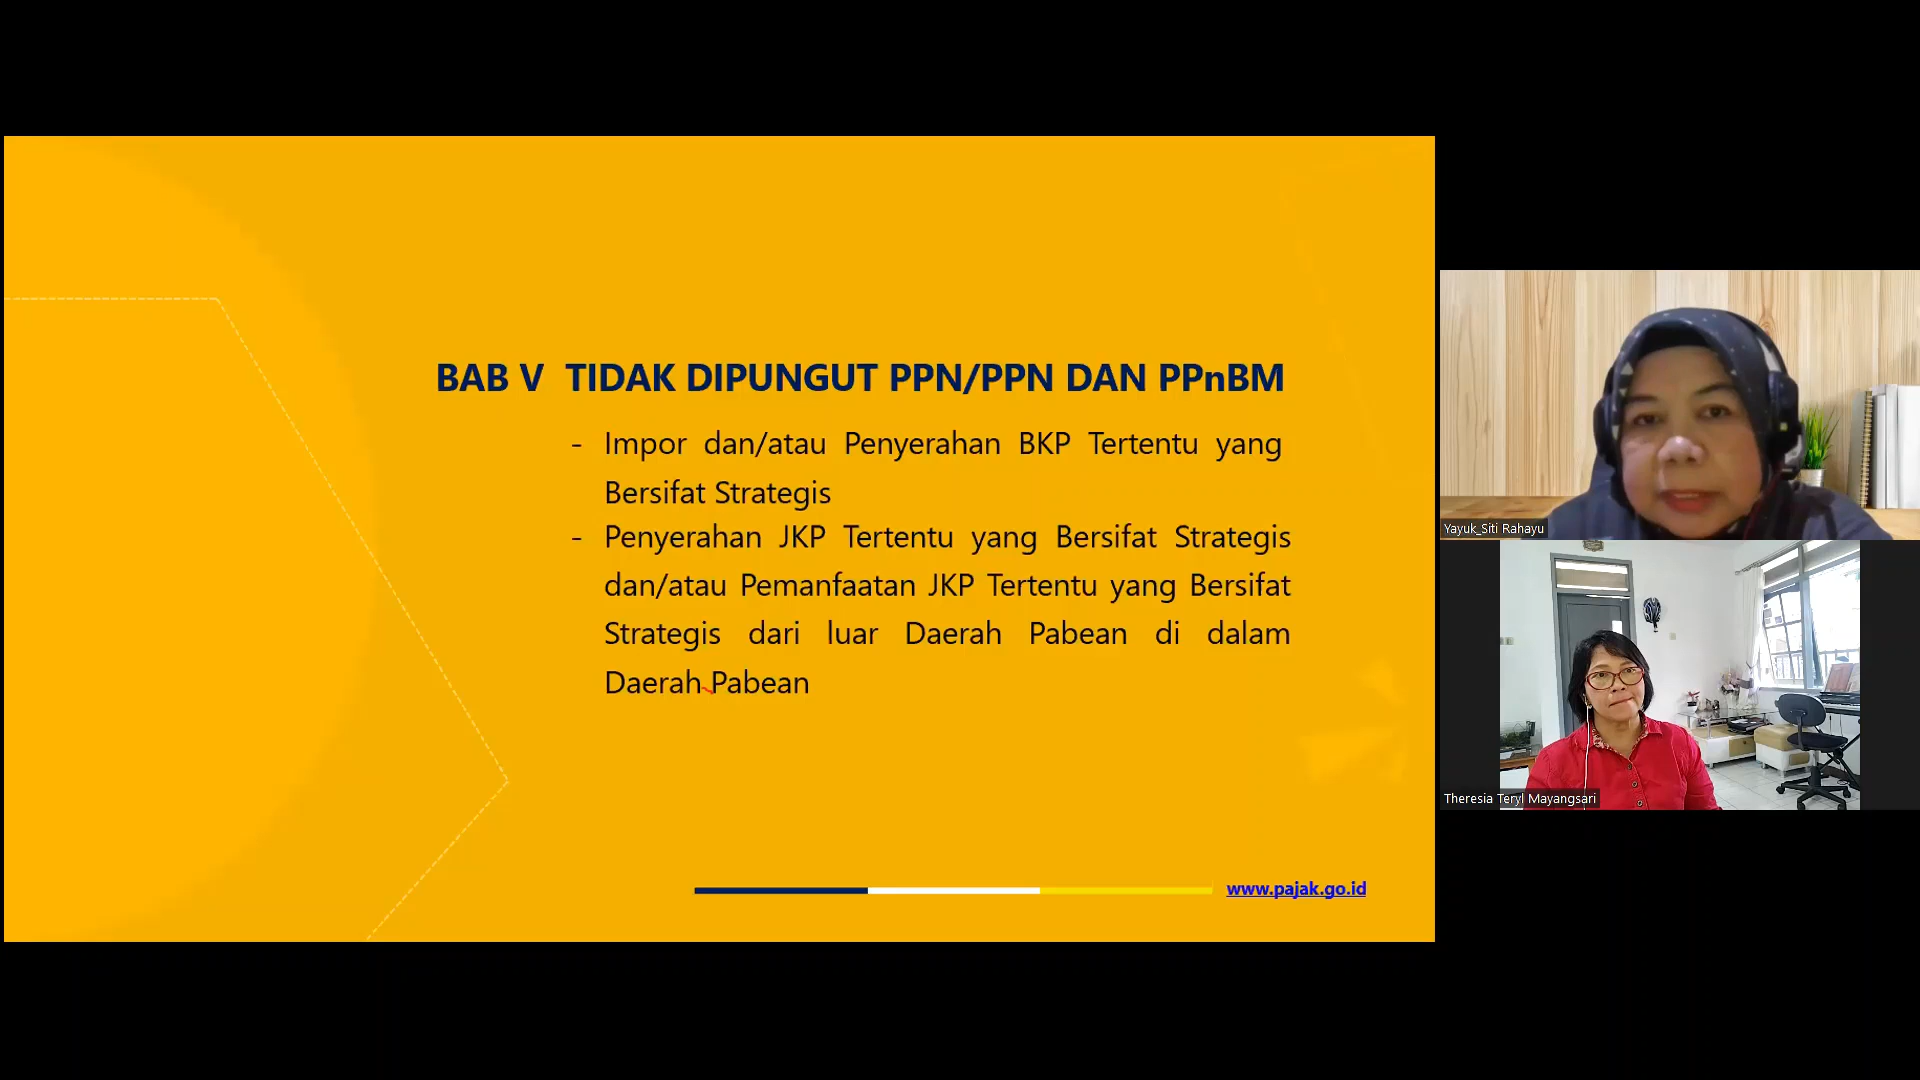 BAB V TIDAK DIPUNGUT PPN/PPN DAN PPnBM
- Impor dan/atau Penyerahan BKP Tertentu yang
Bersifat Strategis
- Penyerahan JKP Tertentu yang Bersifat Strategis
dan/atau Pemanfaatan JKP Tertentu yang Bersifat
Strategis dari luar Daerah Pabean di dalam
Daerah Pabean
www.pajak.go.id
Yayuk_Siti Rahayu
Theresia Teryl Mayangsari